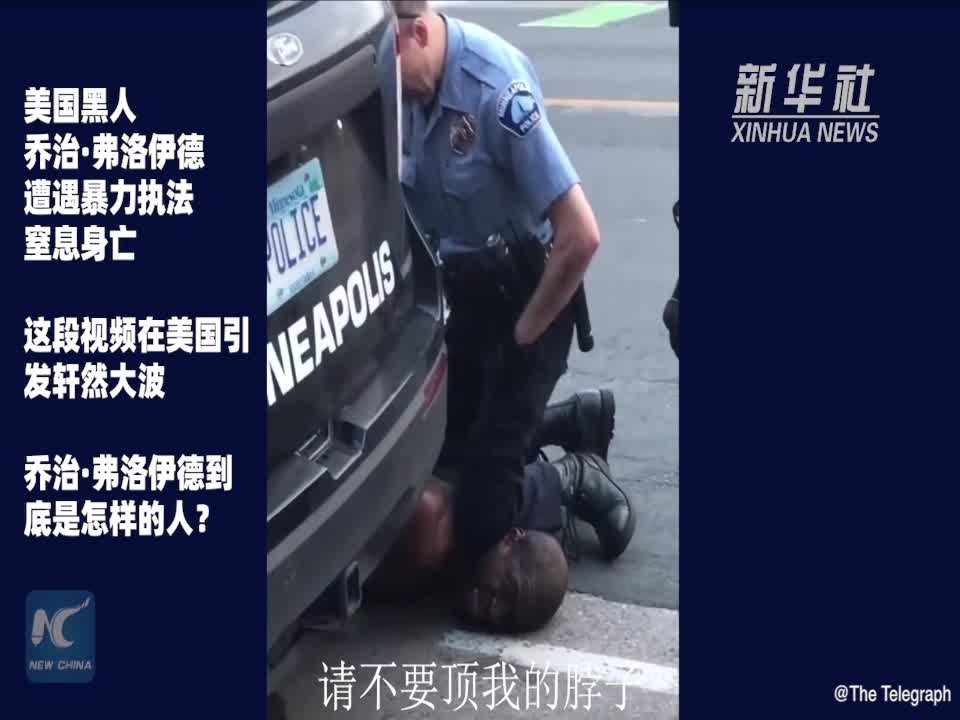 美国黑人
乔治·弗洛伊德
遭遇暴力执法
窒息身亡
这段视频在美国引
发轩然大波
乔治·弗洛伊德到
底是怎样的人？
NEW CHINA
新华社
XINHUA NEWS
Minnesota
POLICE
NEAPOLIS
POLICE
请不要顶我的脖子
@The Telegraph